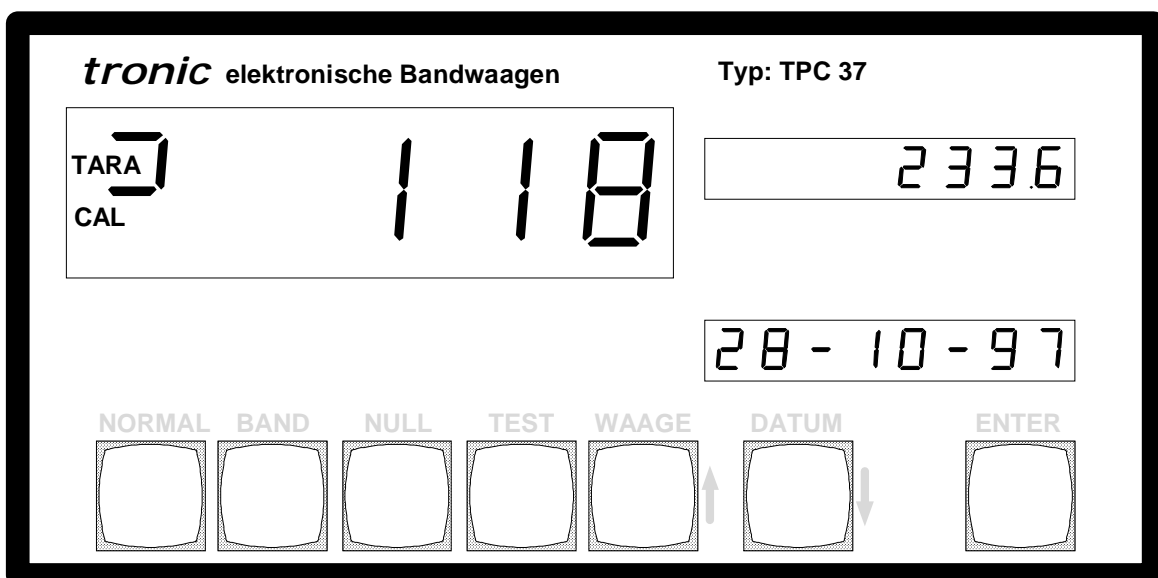 tronic elektronische Bandwaagen
Typ: TPC 37
TARA
CAL
118
233.6
28-10-97
NORMAL BAND NULL TEST WAAGE DATUM ENTER